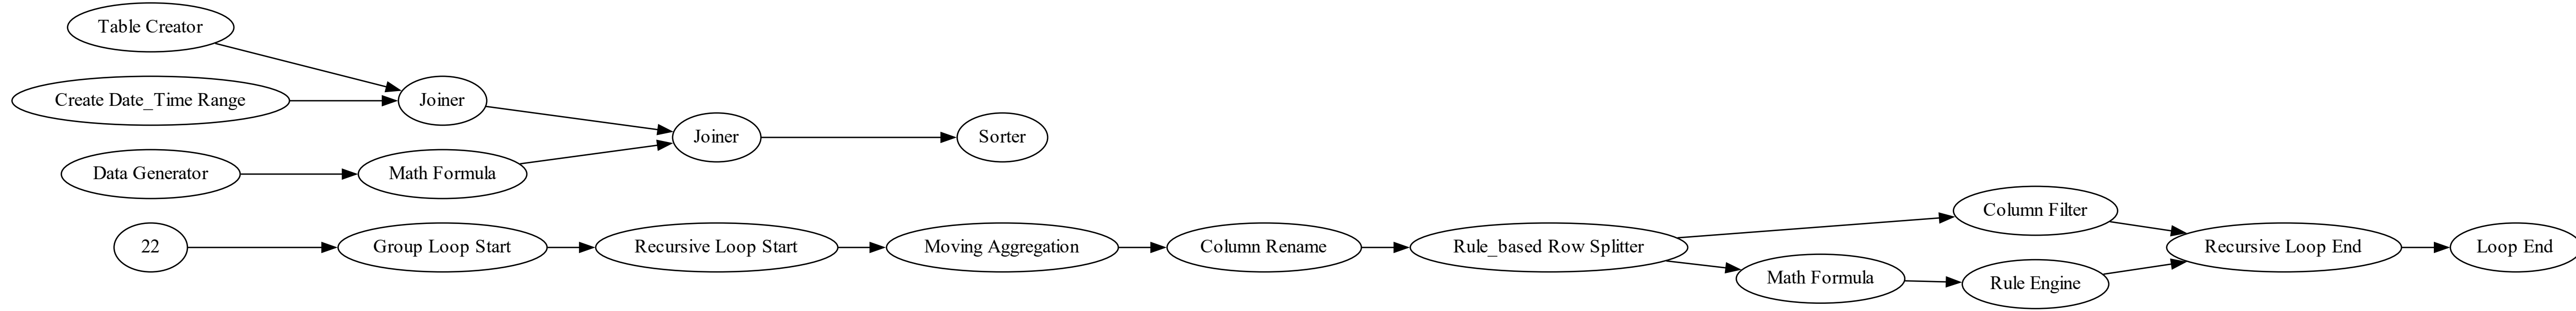 Table Creator
Create Date_Time Range
Joiner
Joiner
Sorter
Data Generator
Math Formula
22
Group Loop Start
Recursive Loop Start
Moving Aggregation
Column Rename
Rule_based Row Splitter
Column Filter
Math Formula
Rule Engine
Recursive Loop End
Loop End